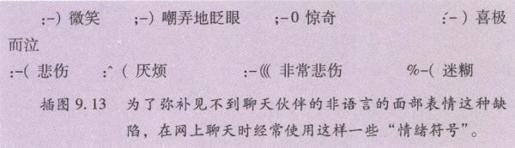 :-) 微笑 ;-) 嘲弄地眨眼 ;-0 惊奇 :'-) 喜极
而泣
:-( 悲伤 :^( 厌烦 :-((( 非常悲伤 %-( 迷糊
插图 9.13 为了弥补见不到聊天伙伴的非语言的面部表情这种缺
陷，在网上聊天时经常使用这样一些“情绪符号”。